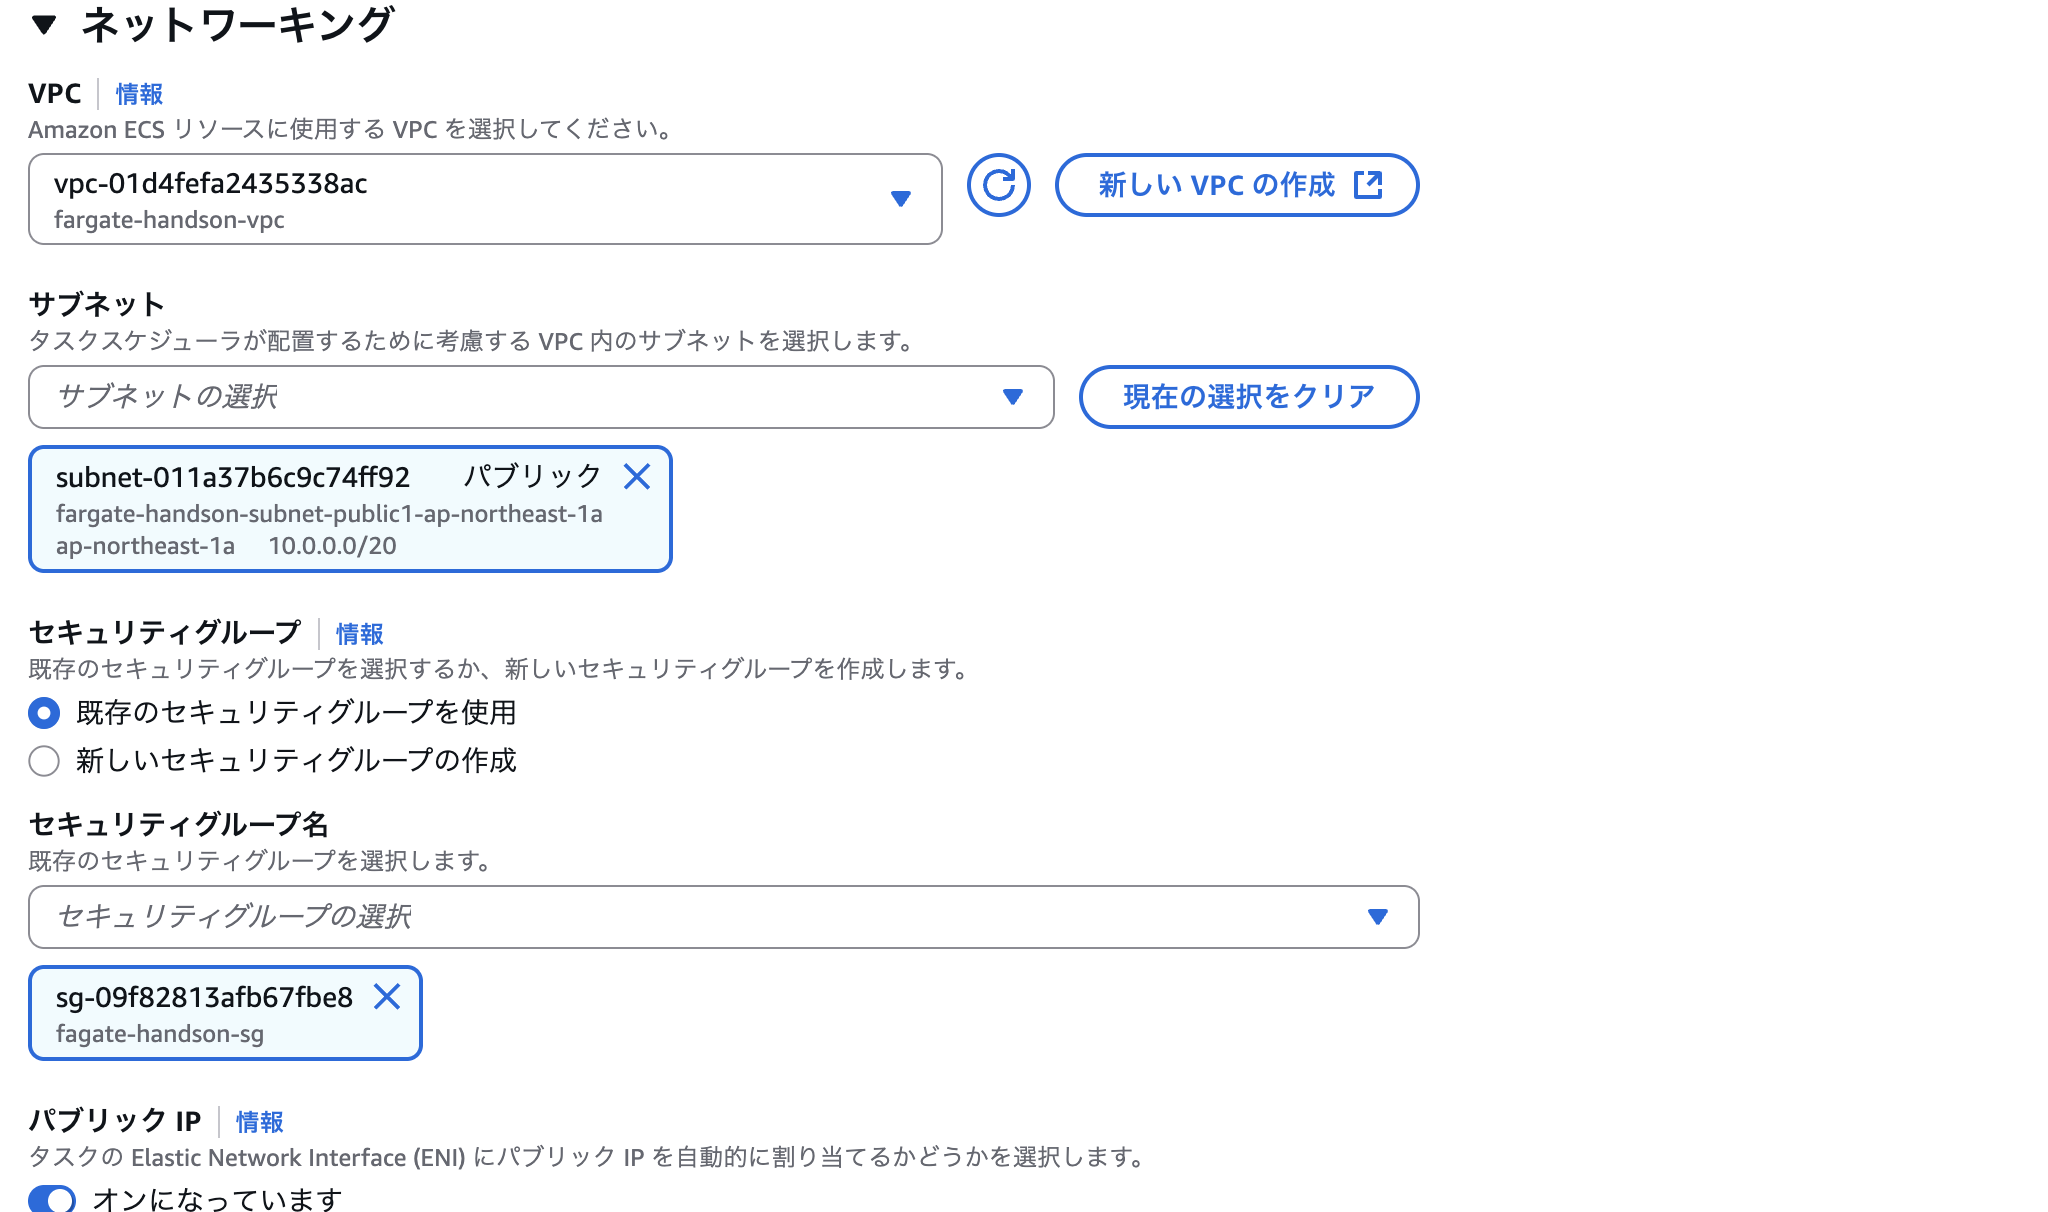 ネットワーキング
VPC 情報
Amazon ECS リソースに使用する VPC を選択してください。
vpc-01d4fefa2435338ac
fargate-handson-vpc
新しい VPC の作成
サブネット
タスクスケジューラが配置するために考慮する VPC 内のサブネットを選択します。
サブネットの選択
現在の選択をクリア
subnet-011a37b6c9c74ff92 パブリック
fargate-handson-subnet-public1-ap-northeast-1a
ap-northeast-1a 10.0.0.0/20
セキュリティグループ 情報
既存のセキュリティグループを選択するか、新しいセキュリティグループを作成します。
既存のセキュリティグループを使用
新しいセキュリティグループの作成
セキュリティグループ名
既存のセキュリティグループを選択します。
セキュリティグループの選択
sg-09f82813afb67fbe8
fagate-handson-sg
パブリック IP 情報
タスクの Elastic Network Interface (ENI) にパブリック IP を自動的に割り当てるかどうかを選択します。
オンになっています